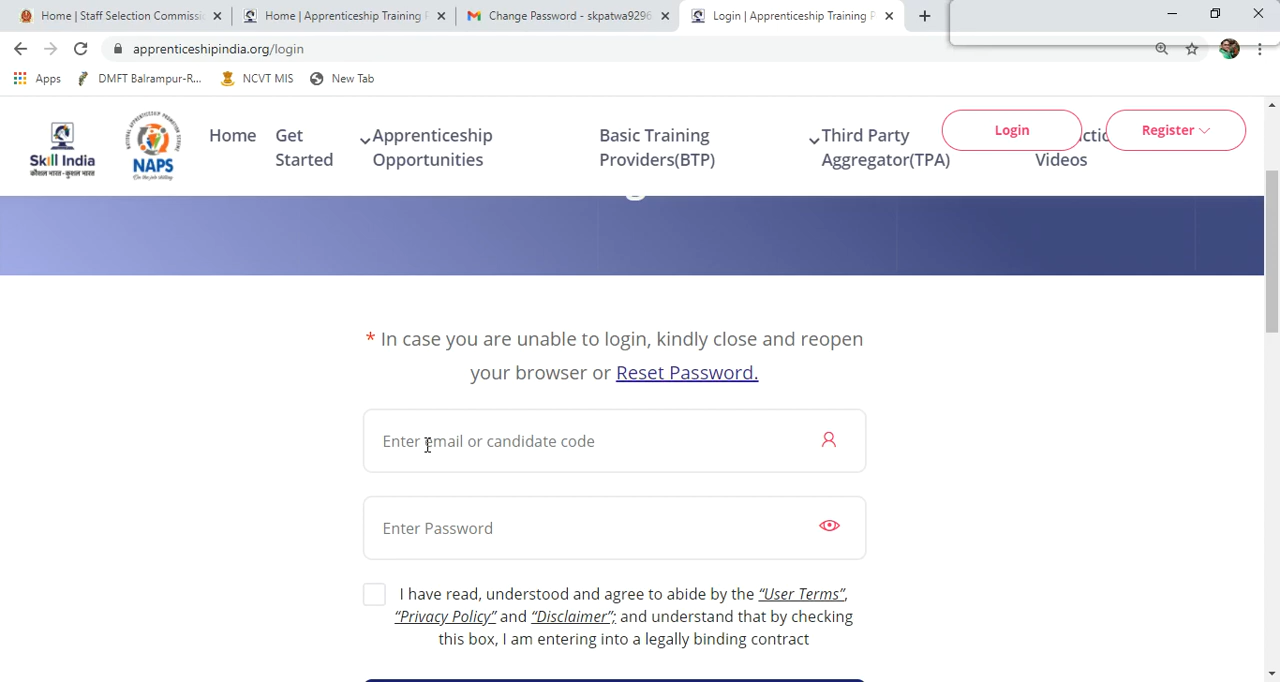 Home | Staff Selection Commissi
Home | Apprenticeship Training
Change Password - skpatwa9296
Login | Apprenticeship Training P
apprenticeshipindia.org/login
Apps
DMFT Balrampur-R...
NCVT MIS
New Tab
Skill India
कौशल भारत-कुशल भारत
NAPS
Home
Get Started
Apprenticeship Opportunities
Basic Training Providers(BTP)
Third Party Aggregator(TPA)
Videos
Login
Register
* In case you are unable to login, kindly close and reopen
your browser or Reset Password.
Enter email or candidate code
Enter Password
I have read, understood and agree to abide by the “User Terms”,
“Privacy Policy” and “Disclaimer”; and understand that by checking
this box, I am entering into a legally binding contract